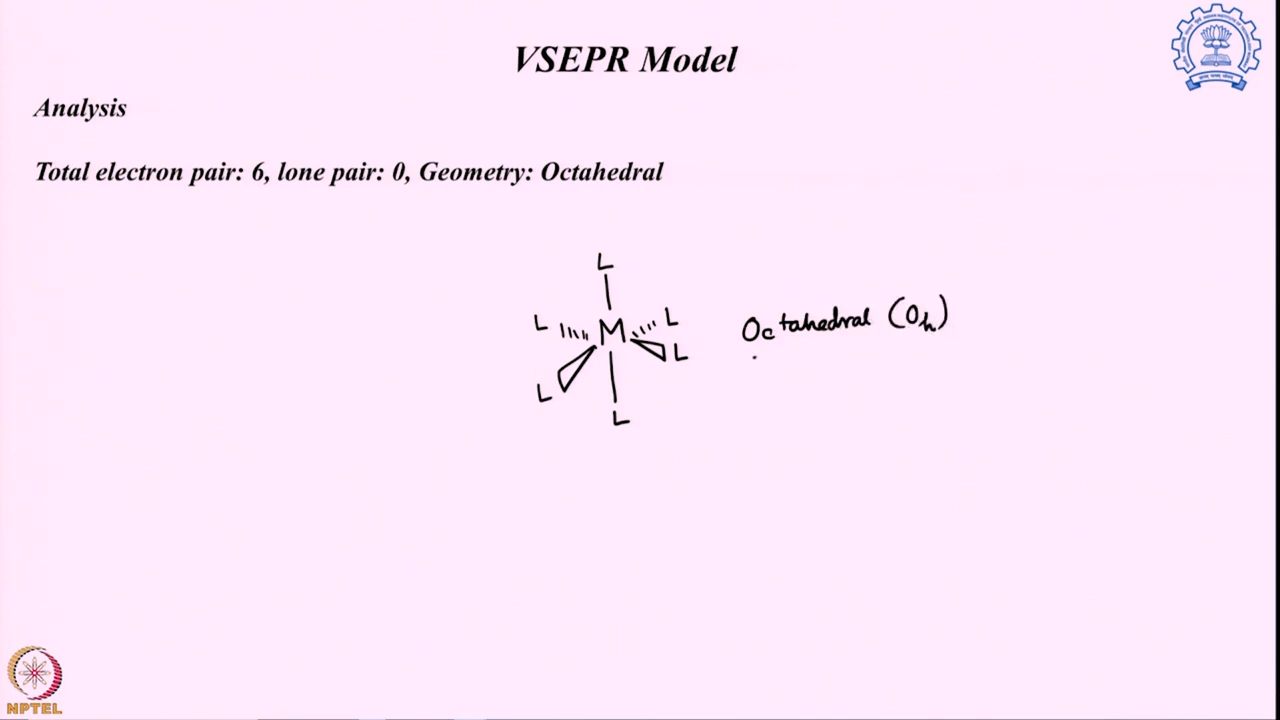 VSEPR Model
Analysis
Total electron pair: 6, lone pair: 0, Geometry: Octahedral
L
L M L
L L
L
Octahedral (Oh)
NPTEL